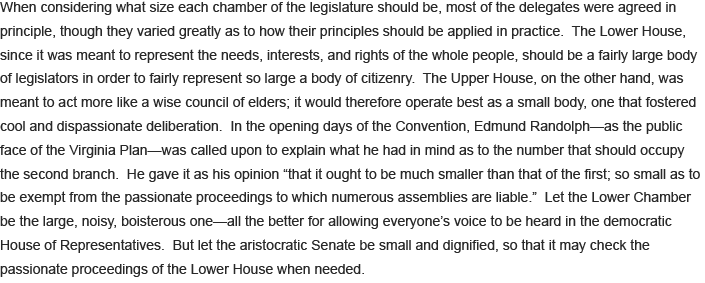 When considering what size each chamber of the legislature should be, most of the delegates were agreed in
principle, though they varied greatly as to how their principles should be applied in practice.  The Lower House,
since it was meant to represent the needs, interests, and rights of the whole people, should be a fairly large body
of legislators in order to fairly represent so large a body of citizenry.  The Upper House, on the other hand, was
meant to act more like a wise council of elders; it would therefore operate best as a small body, one that fostered
cool and dispassionate deliberation.  In the opening days of the Convention, Edmund Randolph—as the public
face of the Virginia Plan—was called upon to explain what he had in mind as to the number that should occupy
the second branch.  He gave it as his opinion “that it ought to be much smaller than that of the first; so small as to
be exempt from the passionate proceedings to which numerous assemblies are liable.”  Let the Lower Chamber
be the large, noisy, boisterous one—all the better for allowing everyone’s voice to be heard in the democratic
House of Representatives.  But let the aristocratic Senate be small and dignified, so that it may check the
passionate proceedings of the Lower House when needed.